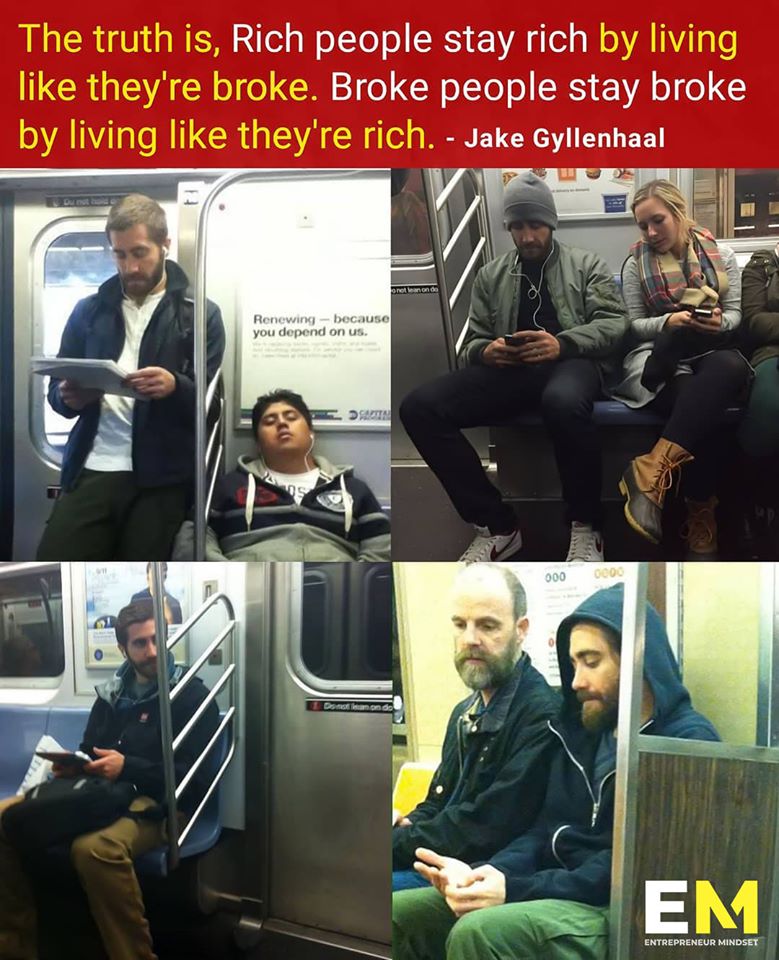 The truth is, Rich people stay rich by living
like they're broke. Broke people stay broke
by living like they're rich. - Jake Gyllenhaal
Do not hold
Renewing — because
you depend on us.
not lean on do
Do not lean on do
EM
ENTREPRENEUR MINDSET